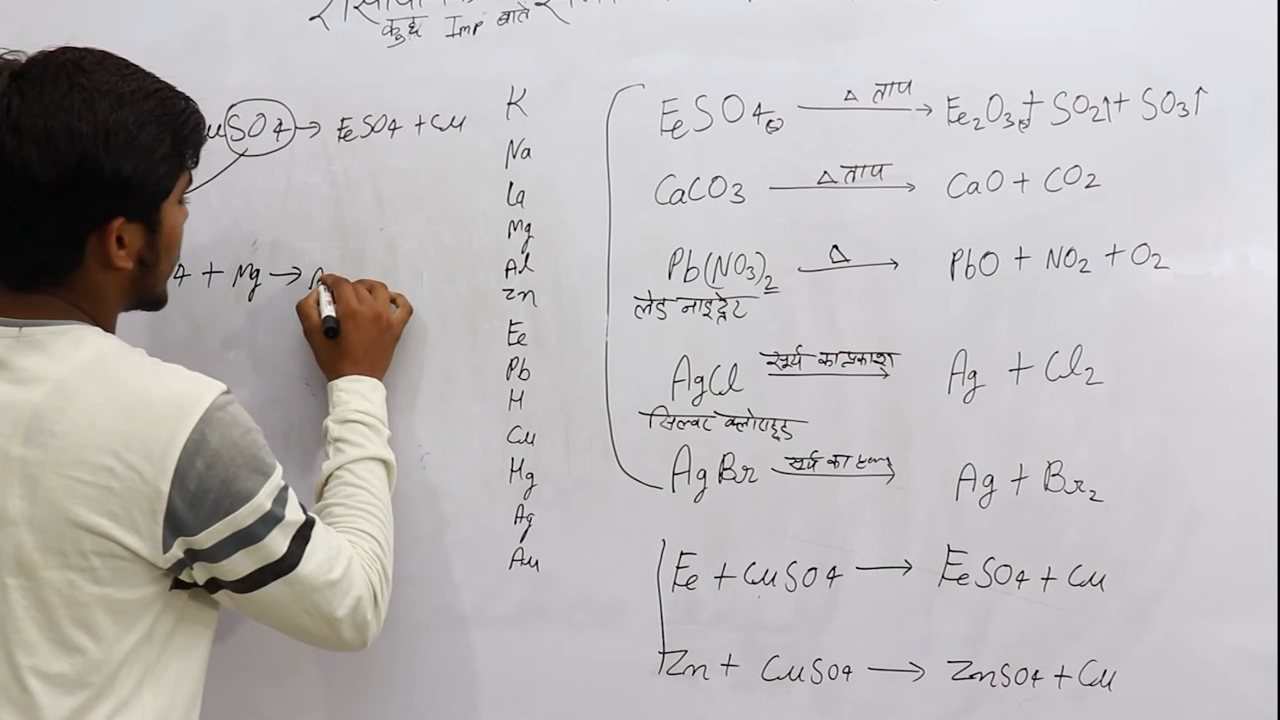 कुछ Imp बातें
uSO4 → FeSO4 + Cu
4 + Mg →
K
Na
Ca
Mg
Al
Zn
Fe
Pb
H
Cu
Hg
Ag
Au
FeSO4(s) Δ ताप → Fe2O3(s) + SO2↑ + SO3↑
CaCO3 Δ ताप → CaO + CO2
Pb(NO3)2 Δ → PbO + NO2 + O2
लेड नाइट्रेट
AgCl सूर्य का प्रकाश → Ag + Cl2
सिल्वर क्लोराइड
AgBr सूर्य का → Ag + Br2
Fe + CuSO4 → FeSO4 + Cu
Zn + CuSO4 → ZnSO4 + Cu